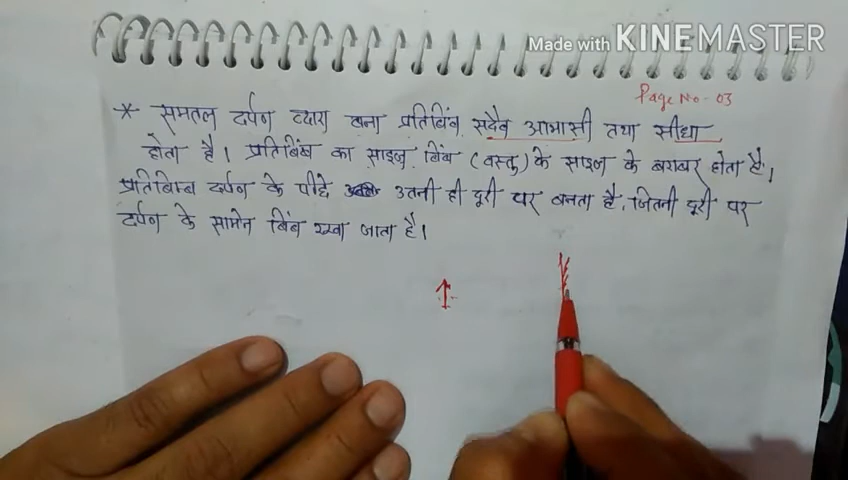 Made with KINEMASTER
Page No - 03
* समतल दर्पण द्वारा बना प्रतिबिंब सदैव आभासी तथा सीधा
होता है। प्रतिबिंब का साइज बिंब (वस्तु) के साइज के बराबर होता है।
प्रतिबिम्ब दर्पण के पीछे उतनी ही दूरी पर बनता है, जितनी दूरी पर
दर्पण के सामने बिंब रखा जाता है।